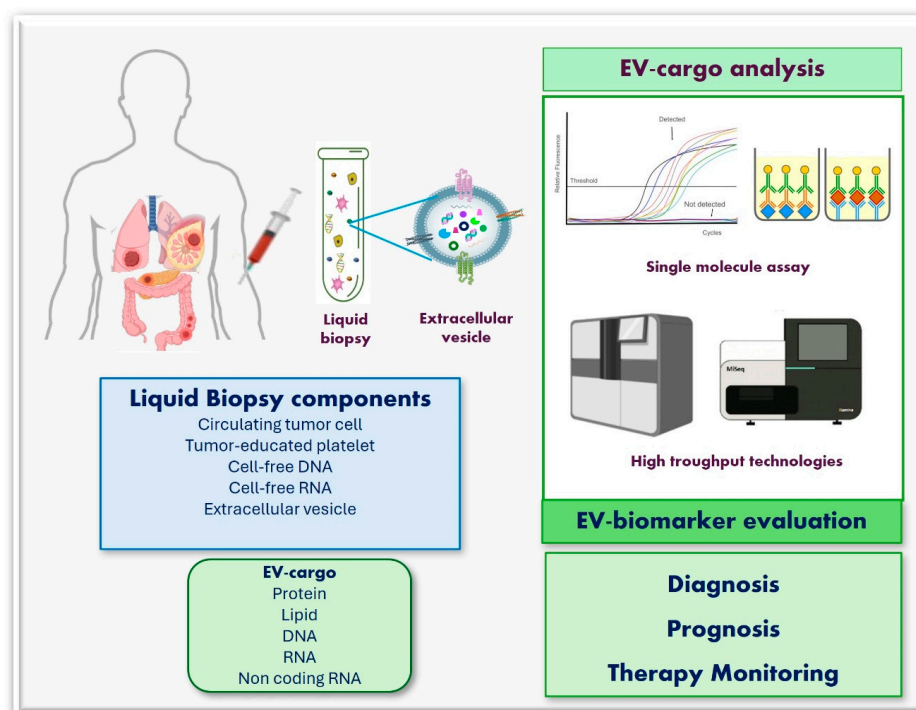 Liquid
biopsy
Extracellular
vesicle
Liquid Biopsy components
Circulating tumor cell
Tumor-educated platelet
Cell-free DNA
Cell-free RNA
Extracellular vesicle
EV-cargo
Protein
Lipid
DNA
RNA
Non coding RNA
EV-cargo analysis
Relative Fluorescence
Detected
Threshold
Not detected
Cycles
Single molecule assay
MiSeq
illumina
High troughput technologies
EV-biomarker evaluation
Diagnosis
Prognosis
Therapy Monitoring